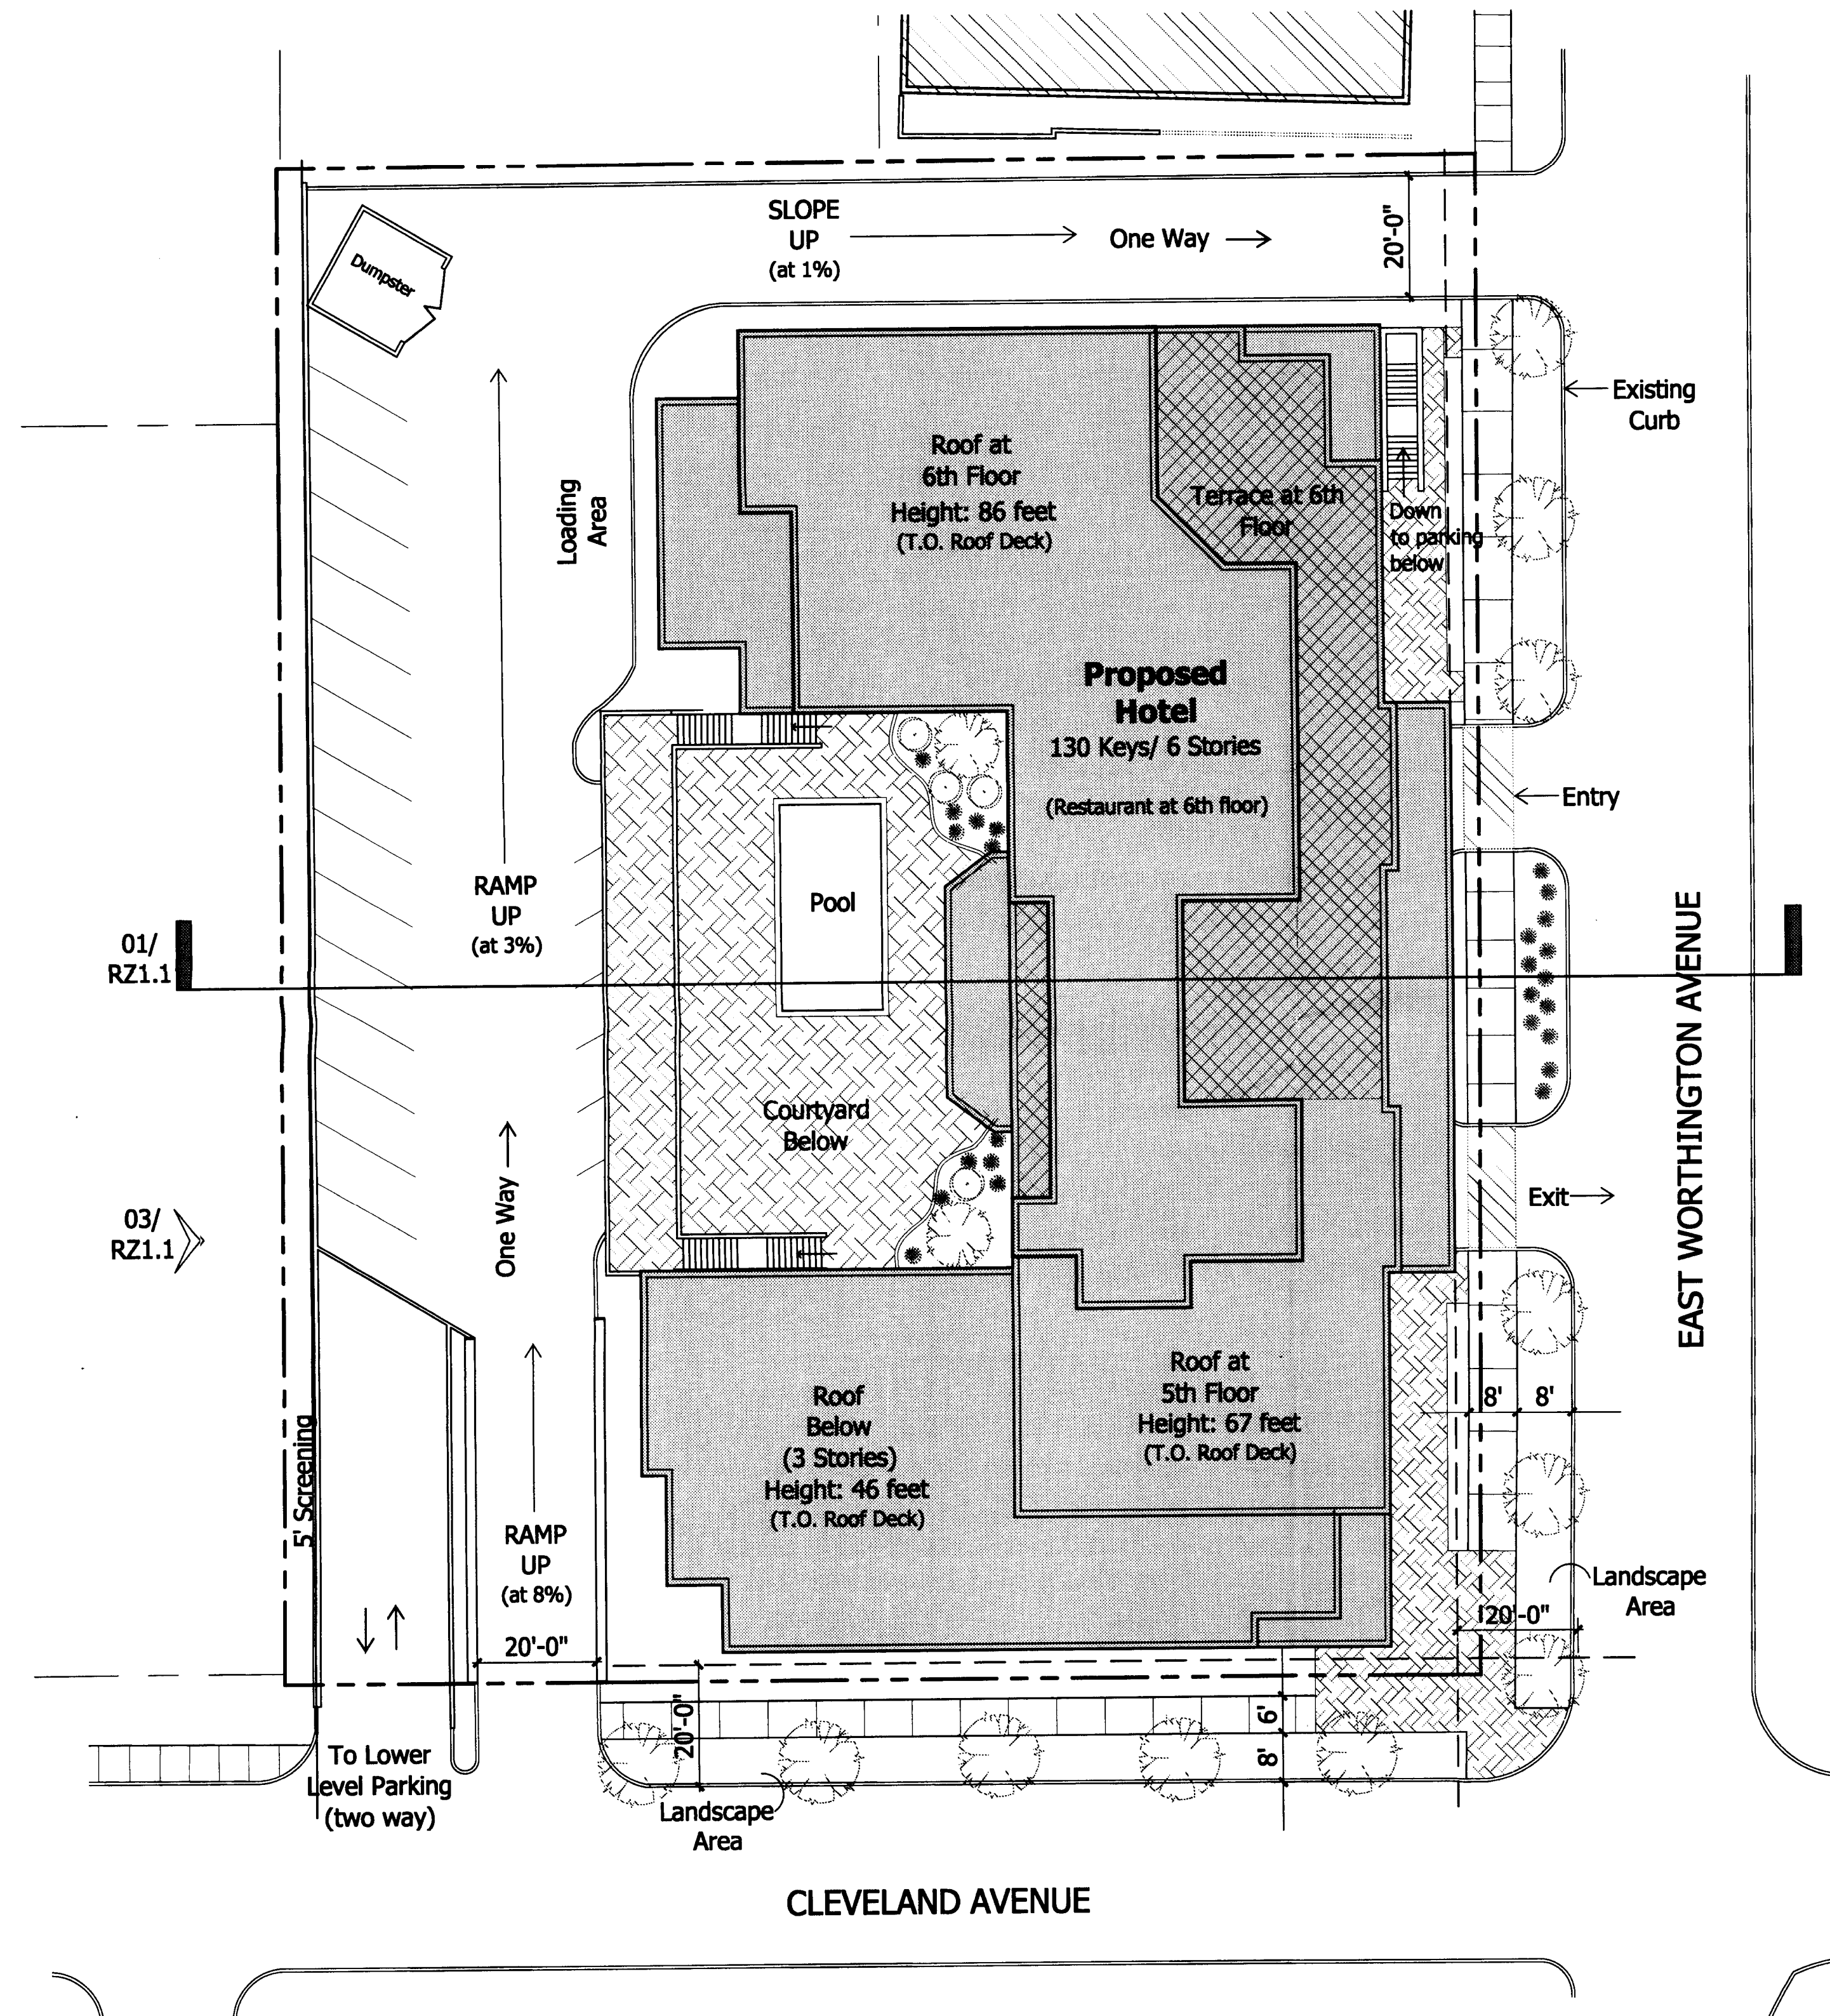 SLOPE
UP
(at 1%)
One Way
20'-0"
Dumpster
Existing
Curb
Roof at
6th Floor
Height: 86 feet
(T.O. Roof Deck)
Terrace at 6th
Floor
Down
to parking
below
Loading
Area
Proposed
Hotel
130 Keys/ 6 Stories
(Restaurant at 6th floor)
Entry
RAMP
UP
(at 3%)
Pool
01/
RZ1.1
EAST WORTHINGTON AVENUE
Courtyard
Below
One Way
Exit
03/
RZ1.1
Roof at
5th Floor
Height: 67 feet
(T.O. Roof Deck)
8'
8'
Roof
Below
(3 Stories)
Height: 46 feet
(T.O. Roof Deck)
5' Screening
RAMP
UP
(at 8%)
Landscape
Area
20'-0"
20'-0"
20'-0"
6'
8'
To Lower
Level Parking
(two way)
Landscape
Area
CLEVELAND AVENUE